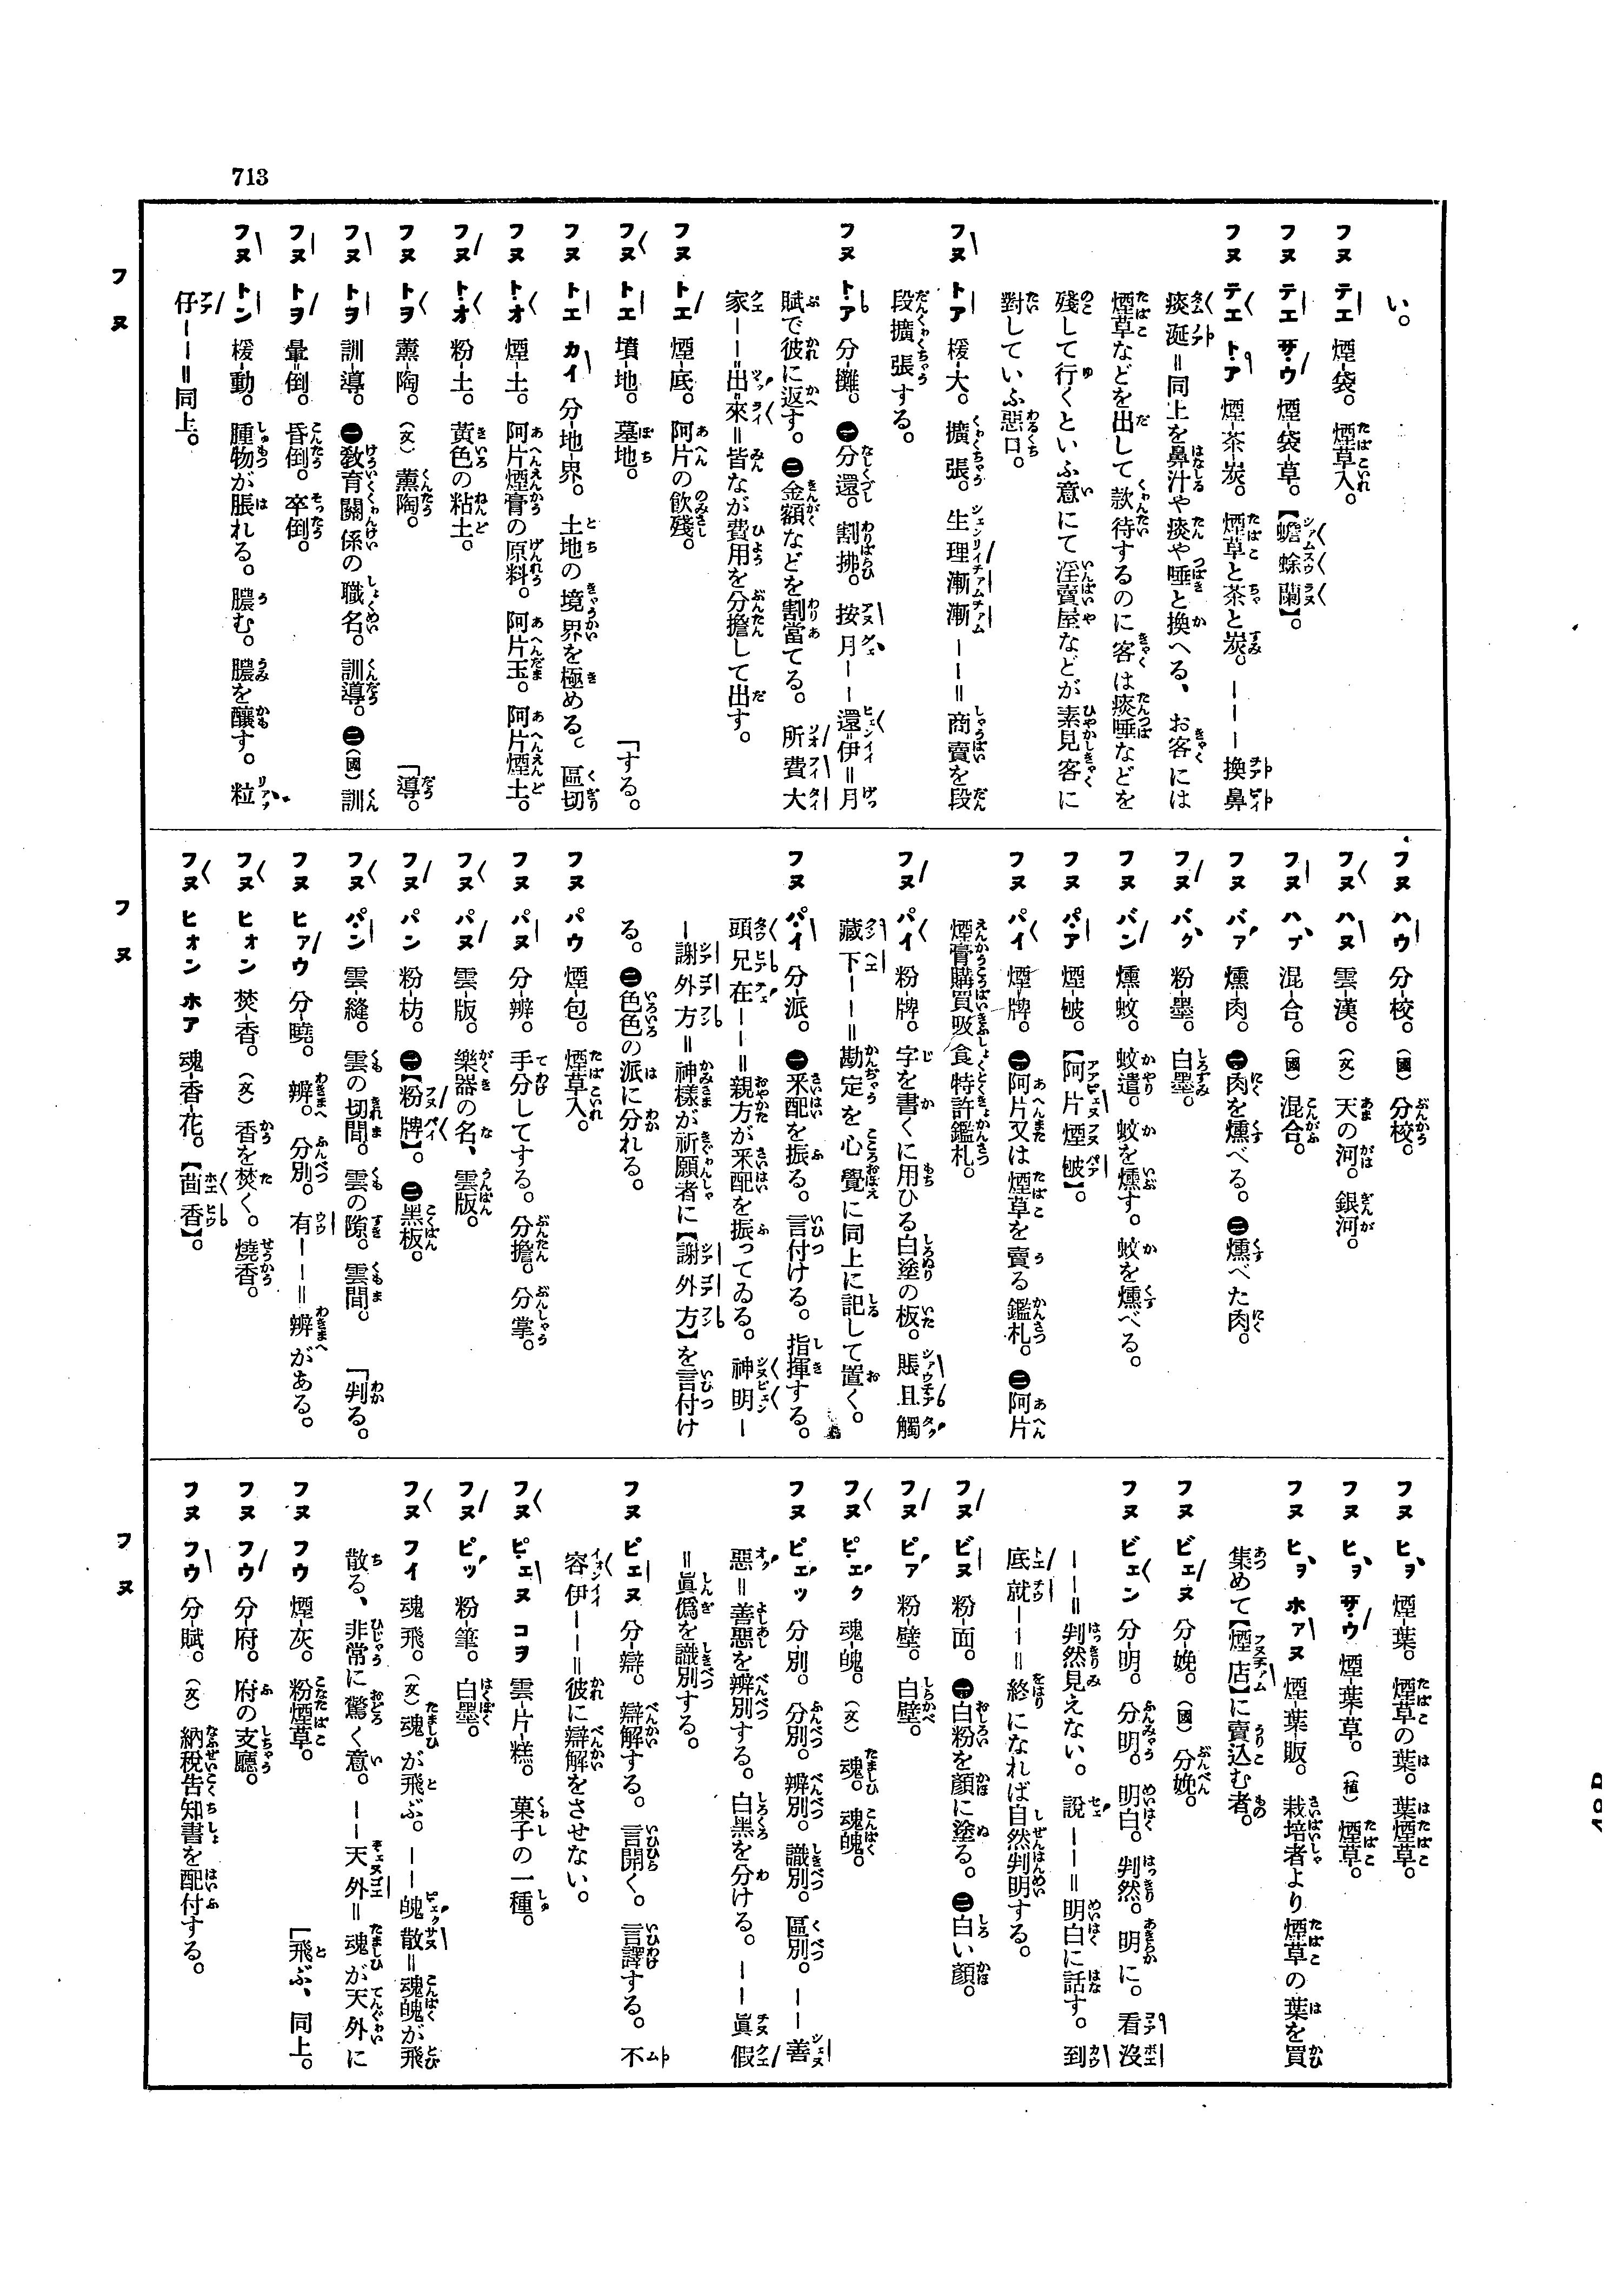 713
い。
フヌ テエ 煙-袋。 煙草入。
フヌ テエ ザ・ウ 煙-袋-草。【蟾蜍蘭】。
フヌ テエ ト・ア 煙-茶-炭。 煙草と茶と炭。———換鼻
痰涎=同上を鼻汁や痰や唾と換へる、お客には
煙草などを出して款待するのに客は痰唾などを
殘して行くといふ意にて淫賣屋などが素見客に
對していふ惡口。
フヌ トア 楥-大。 擴張。生理漸漸——=商賣を段
段擴張する。
フヌ ト・ア 分-攤。 ㊀分還。割拂。按月——還伊=月
賦で彼に返す。㊁金額などを割當てる。所費大
家——出來=皆なが費用を分擔して出す。
フヌ トエ 煙-底。 阿片の飮殘。
フヌ トエ 墳-地。 墓地。 「する。
フヌ トエ カイ 分-地-界。 土地の境界を極める。區切
フヌ ト・オ 煙-土。 阿片煙膏の原料。阿片玉。阿片煙土。
フヌ ト・オ 粉-土。 黃色の粘土。
フヌ トヲ 薰-陶。 (文)薰陶。 「導。
フヌ トヲ 訓-導。 ㊀敎育關係の職名。訓導。㊁(國)訓
フヌ トヲ 暈-倒。 昏倒。卒倒。
フヌ トン 楥-動。 腫物が脹れる。膿む。膿を釀す。粒
仔——=同上。
フヌ ハウ 分-校。 (國)分校。
フヌ ハヌ 雲-漢。 (文)天の河。銀河。
フヌ ハプ 混-合。 (國)混合。
フヌ バァ 燻-肉。 ㊀肉を燻べる。㊁燻べた肉。
フヌ バク 粉-墨。 白墨。
フヌ バン 燻-蚊。 蚊遣。蚊を燻す。蚊を燻べる。
フヌ パ・ア 煙-皅。 【阿片煙皅】。
フヌ パイ 煙-牌。 ㊀阿片又は煙草を賣る鑑札。㊁阿片
煙膏購買吸食特許鑑札。
フヌ パイ 粉-牌。 字を書くに用ひる白塗の板。賬且觸
藏下——=勘定を心覺に同上に記して置く。
フヌ パ・イ 分-派。 ㊀釆配を振る。言付ける。指揮する。
頭兄在——=親方が釆配を振ってゐる。神明—
—謝外方=神樣が祈願者に【謝外方】を言付け
る。㊁色色の派に分れる。
フヌ パウ 煙-包。 煙草入。
フヌ パヌ 分-辨。 手分してする。分擔。分掌。
フヌ パヌ 雲-版。 樂器の名、雲版。
フヌ パン 粉-枋。 ㊀【粉牌】。㊁黑板。
フヌ パ・ン 雲-縫。 雲の切間。雲の隙。雲間。 「判る。
フヌ ヒァウ 分-曉。 辨。分別。有——=辨がある。
フヌ ヒォン 焚-香。 (文)香を焚く。燒香。
フヌ ヒォン ホア 魂-香-花。 【茴香】。
フヌ ヒヲ 煙-葉。 煙草の葉。葉煙草。
フヌ ヒヲ ザ・ウ 煙-葉-草。 (植)煙草。
フヌ ヒヲ ホァヌ 煙-葉-販。 栽培者より煙草の葉を買
集めて【煙店】に賣込む者。
フヌ ビェヌ 分-娩。 (國)分娩。
フヌ ビェン 分-明。 分明。明白。判然。明に。看沒
——=判然見えない。說——=明白に話す。到
底就——=終になれば自然判明する。
フヌ ビヌ 粉-面。 ㊀白粉を顏に塗る。㊁白い顏。
フヌ ピァ 粉-壁。 白壁。
フヌ ピ・エク 魂-魄。 (文)魂。魂魄。
フヌ ピェッ 分-別。 分別。辨別。識別。區別。——善
惡=善惡を辨別する。白黑を分ける。——眞假
=眞僞を識別する。
フヌ ピェヌ 分-辯。 辯解する。言開く。言譯する。不
容伊——=彼に辯解をさせない。
フヌ ピ・ェヌ コヲ 雲-片-糕。 菓子の一種。
フヌ ピッ 粉-筆。 白墨。
フヌ フイ 魂-飛。 (文)魂が飛ぶ。——魄散=魂魄が飛
散る、非常に驚く意。——天外=魂が天外に
フヌ フウ 煙-灰。 粉煙草。 「飛ぶ、同上。
フヌ フウ 分-府。 府の支廳。
フヌ フウ 分-賦。 (文)納稅吿知書を配付する。
フヌ
フヌ
フヌ